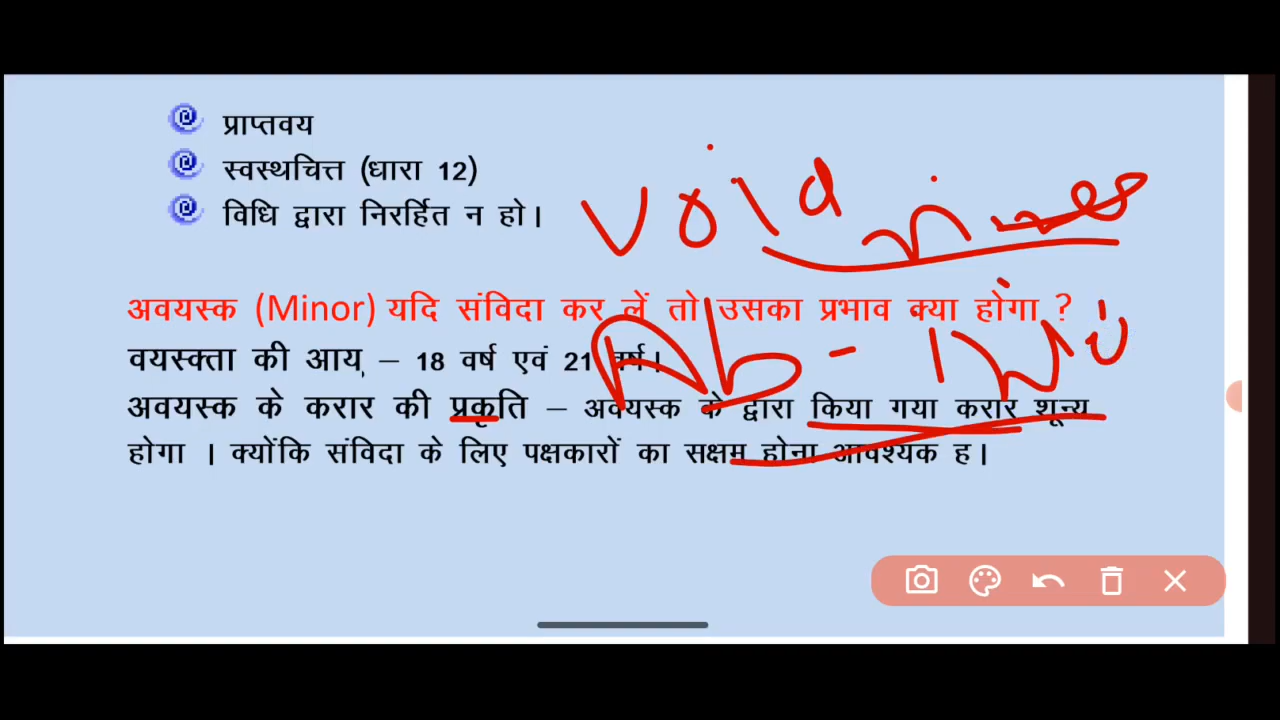 प्राप्तवय
स्वस्थचित्त (धारा 12)
विधि द्वारा निरर्हित न हो।
Void
अवयस्क (Minor) यदि संविदा कर लें तो उसका प्रभाव क्या होगा ?
वयस्क्ता की आयु – 18 वर्ष एवं 21 वर्ष।
Ab -
अवयस्क के करार की प्रकृति – अवयस्क के द्वारा किया गया करार शून्य
होगा । क्योंकि संविदा के लिए पक्षकारों का सक्षम होना आवश्यक ह।